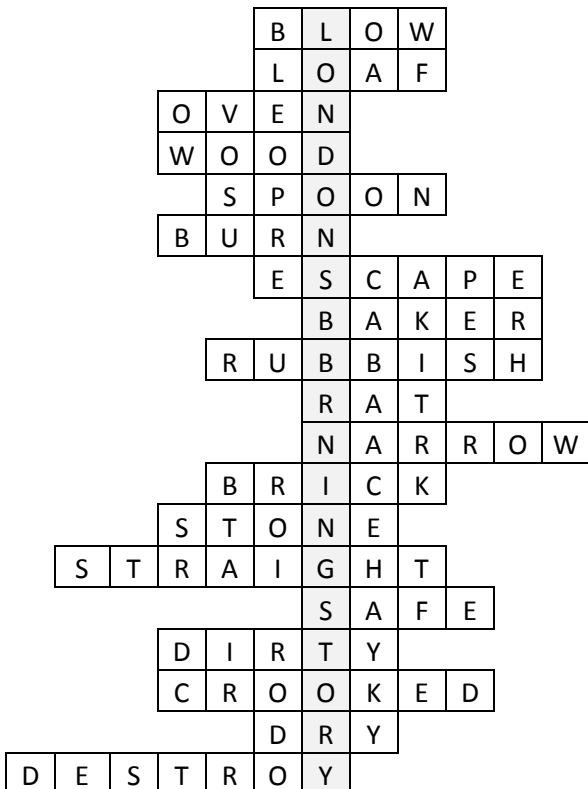 BLOW
LOAF
OVEN
WOOD
SPOON
BURN
ESCAPE
BAKER
RUBBISH
RAT
NARROW
BRICK
STONE
STRAIGHT
SAFE
DIRTY
CROOKED
DRY
DESTROY